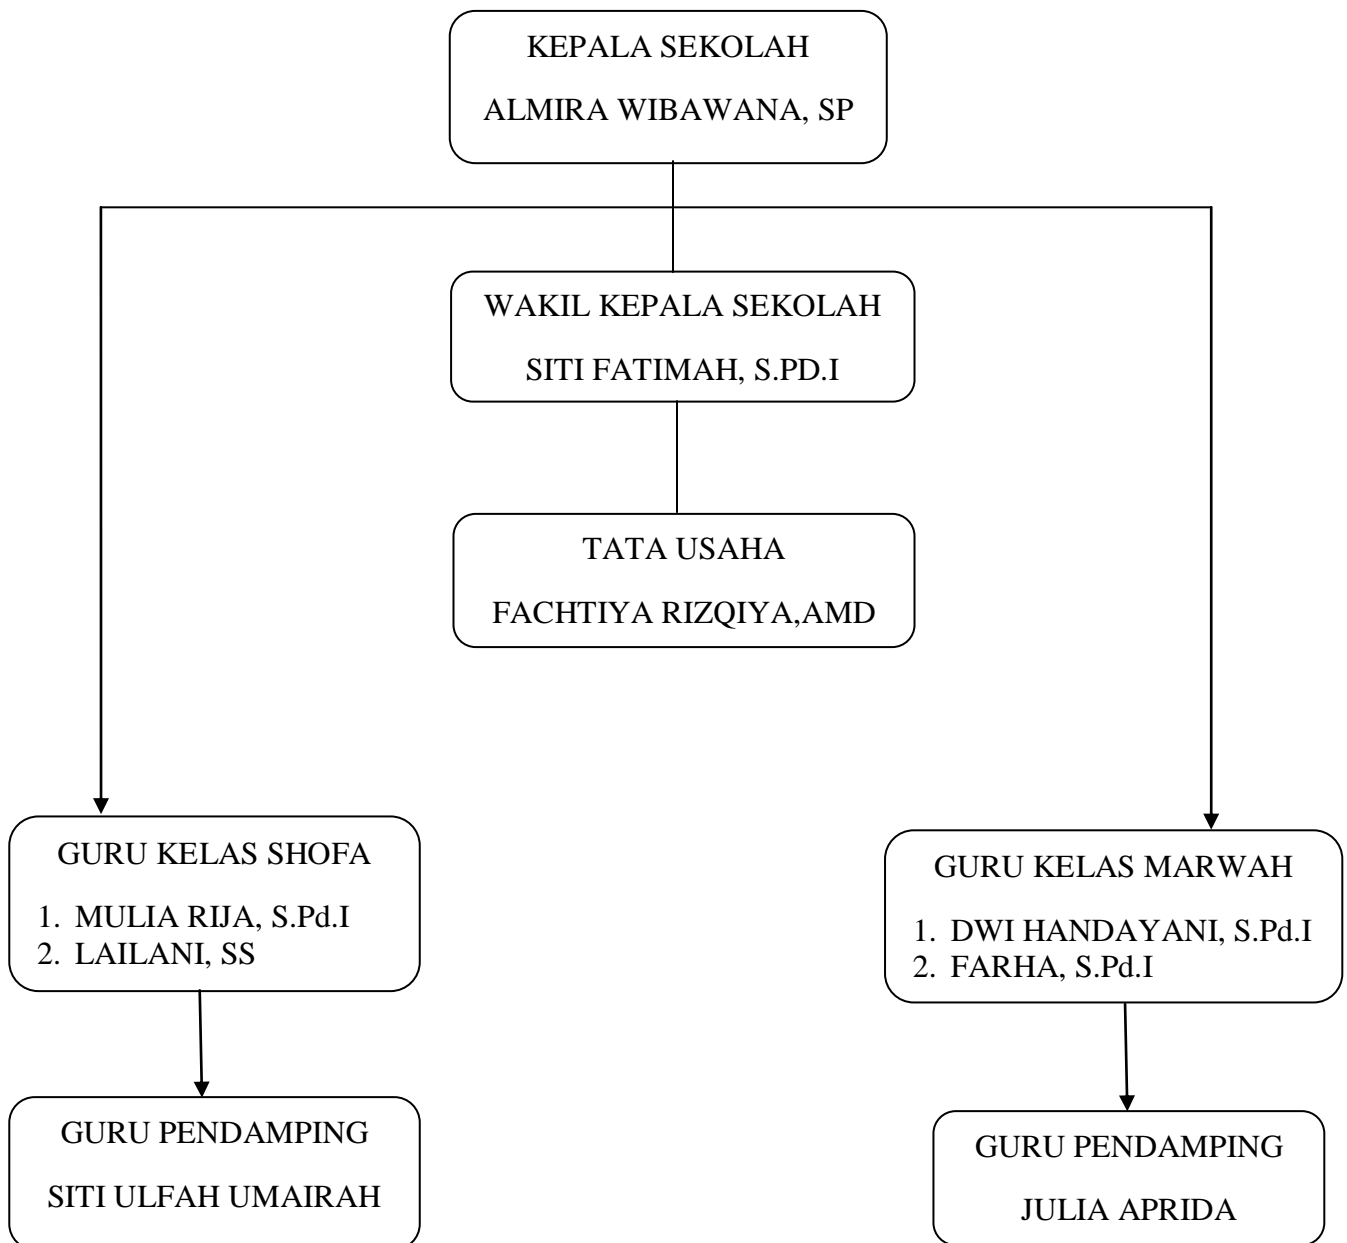 KEPALA SEKOLAH
ALMIRA WIBAWANA, SP
WAKIL KEPALA SEKOLAH
SITI FATIMAH, S.PD.I
TATA USAHA
FACHTIYA RIZQIYA,AMD
GURU KELAS SHOFA
1. MULIA RIJA, S.Pd.I
2. LAILANI, SS
GURU KELAS MARWAH
1. DWI HANDAYANI, S.Pd.I
2. FARHA, S.Pd.I
GURU PENDAMPING
SITI ULFAH UMAIRAH
GURU PENDAMPING
JULIA APRIDA